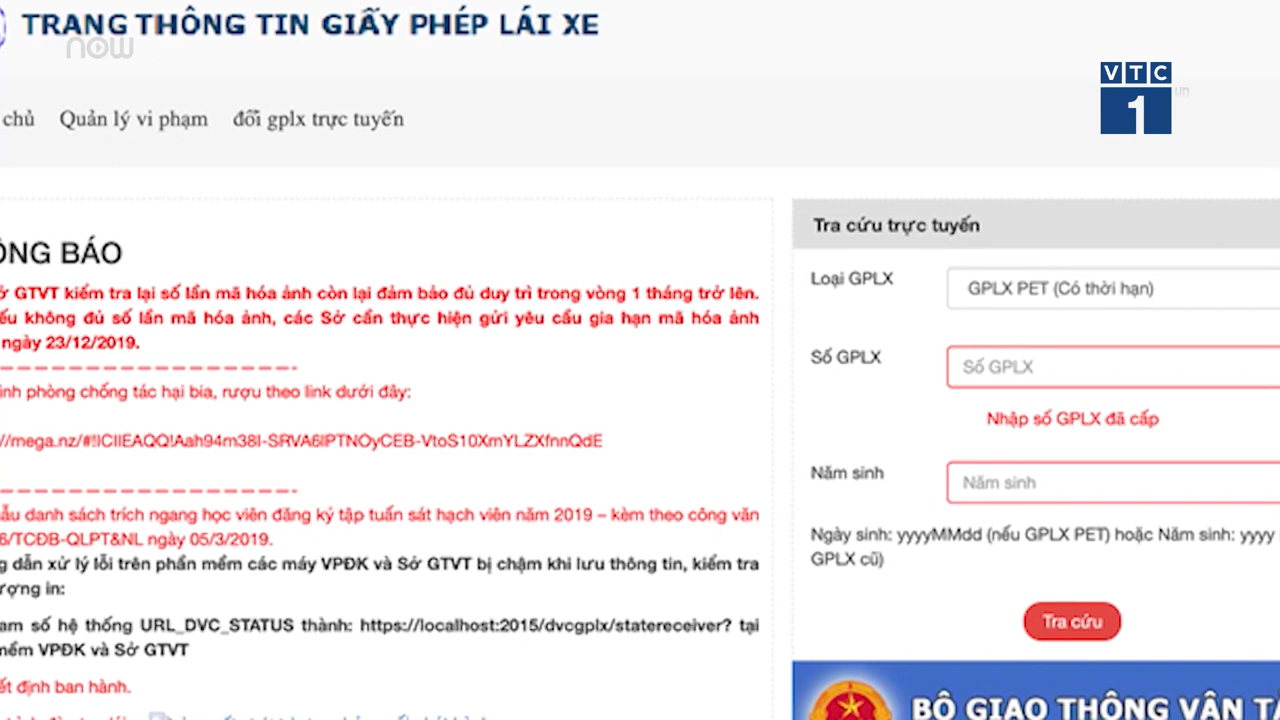 TRANG THÔNG TIN GIẤY PHÉP LÁI XE
now
VTC
1
chủ Quản lý vi phạm đổi gplx trực tuyến
ÔNG BÁO
GTVT kiểm tra lại số lần mã hóa ảnh còn lại đảm bảo đủ duy trì trong vòng 1 tháng trở lên.
không đủ số lần mã hóa ảnh, các Sở cần thực hiện gửi yêu cầu gia hạn mã hóa ảnh
ngày 23/12/2019.
phòng chống tác hại bia, rượu theo link dưới đây:
//mega.nz/#!lCIIEAQQ!Aah94m38I-SRVA6lPTNOyCEB-VtoS10XmYLZXfnnQdE
danh sách trích ngang học viên đăng ký tập tuấn sát hạch viên năm 2019 – kèm theo công văn
6/TCĐB-QLPT&NL ngày 05/3/2019.
dẫn xử lý lỗi trên phần mềm các máy VPĐK và Sở GTVT bị chậm khi lưu thông tin, kiểm tra
ượng in:
am số hệ thống URL_DVC_STATUS thành: https://localhost:2015/dvcgplx/statereceiver? tại
mềm VPĐK và Sở GTVT
ết định ban hành.
Tra cứu trực tuyến
Loại GPLX GPLX PET (Có thời hạn)
Số GPLX Số GPLX
Nhập số GPLX đã cấp
Năm sinh Năm sinh
Ngày sinh: yyyyMMdd (nếu GPLX PET) hoặc Năm sinh: yyyy
GPLX cũ)
Tra cứu
BỘ GIAO THÔNG VẬN TẢ